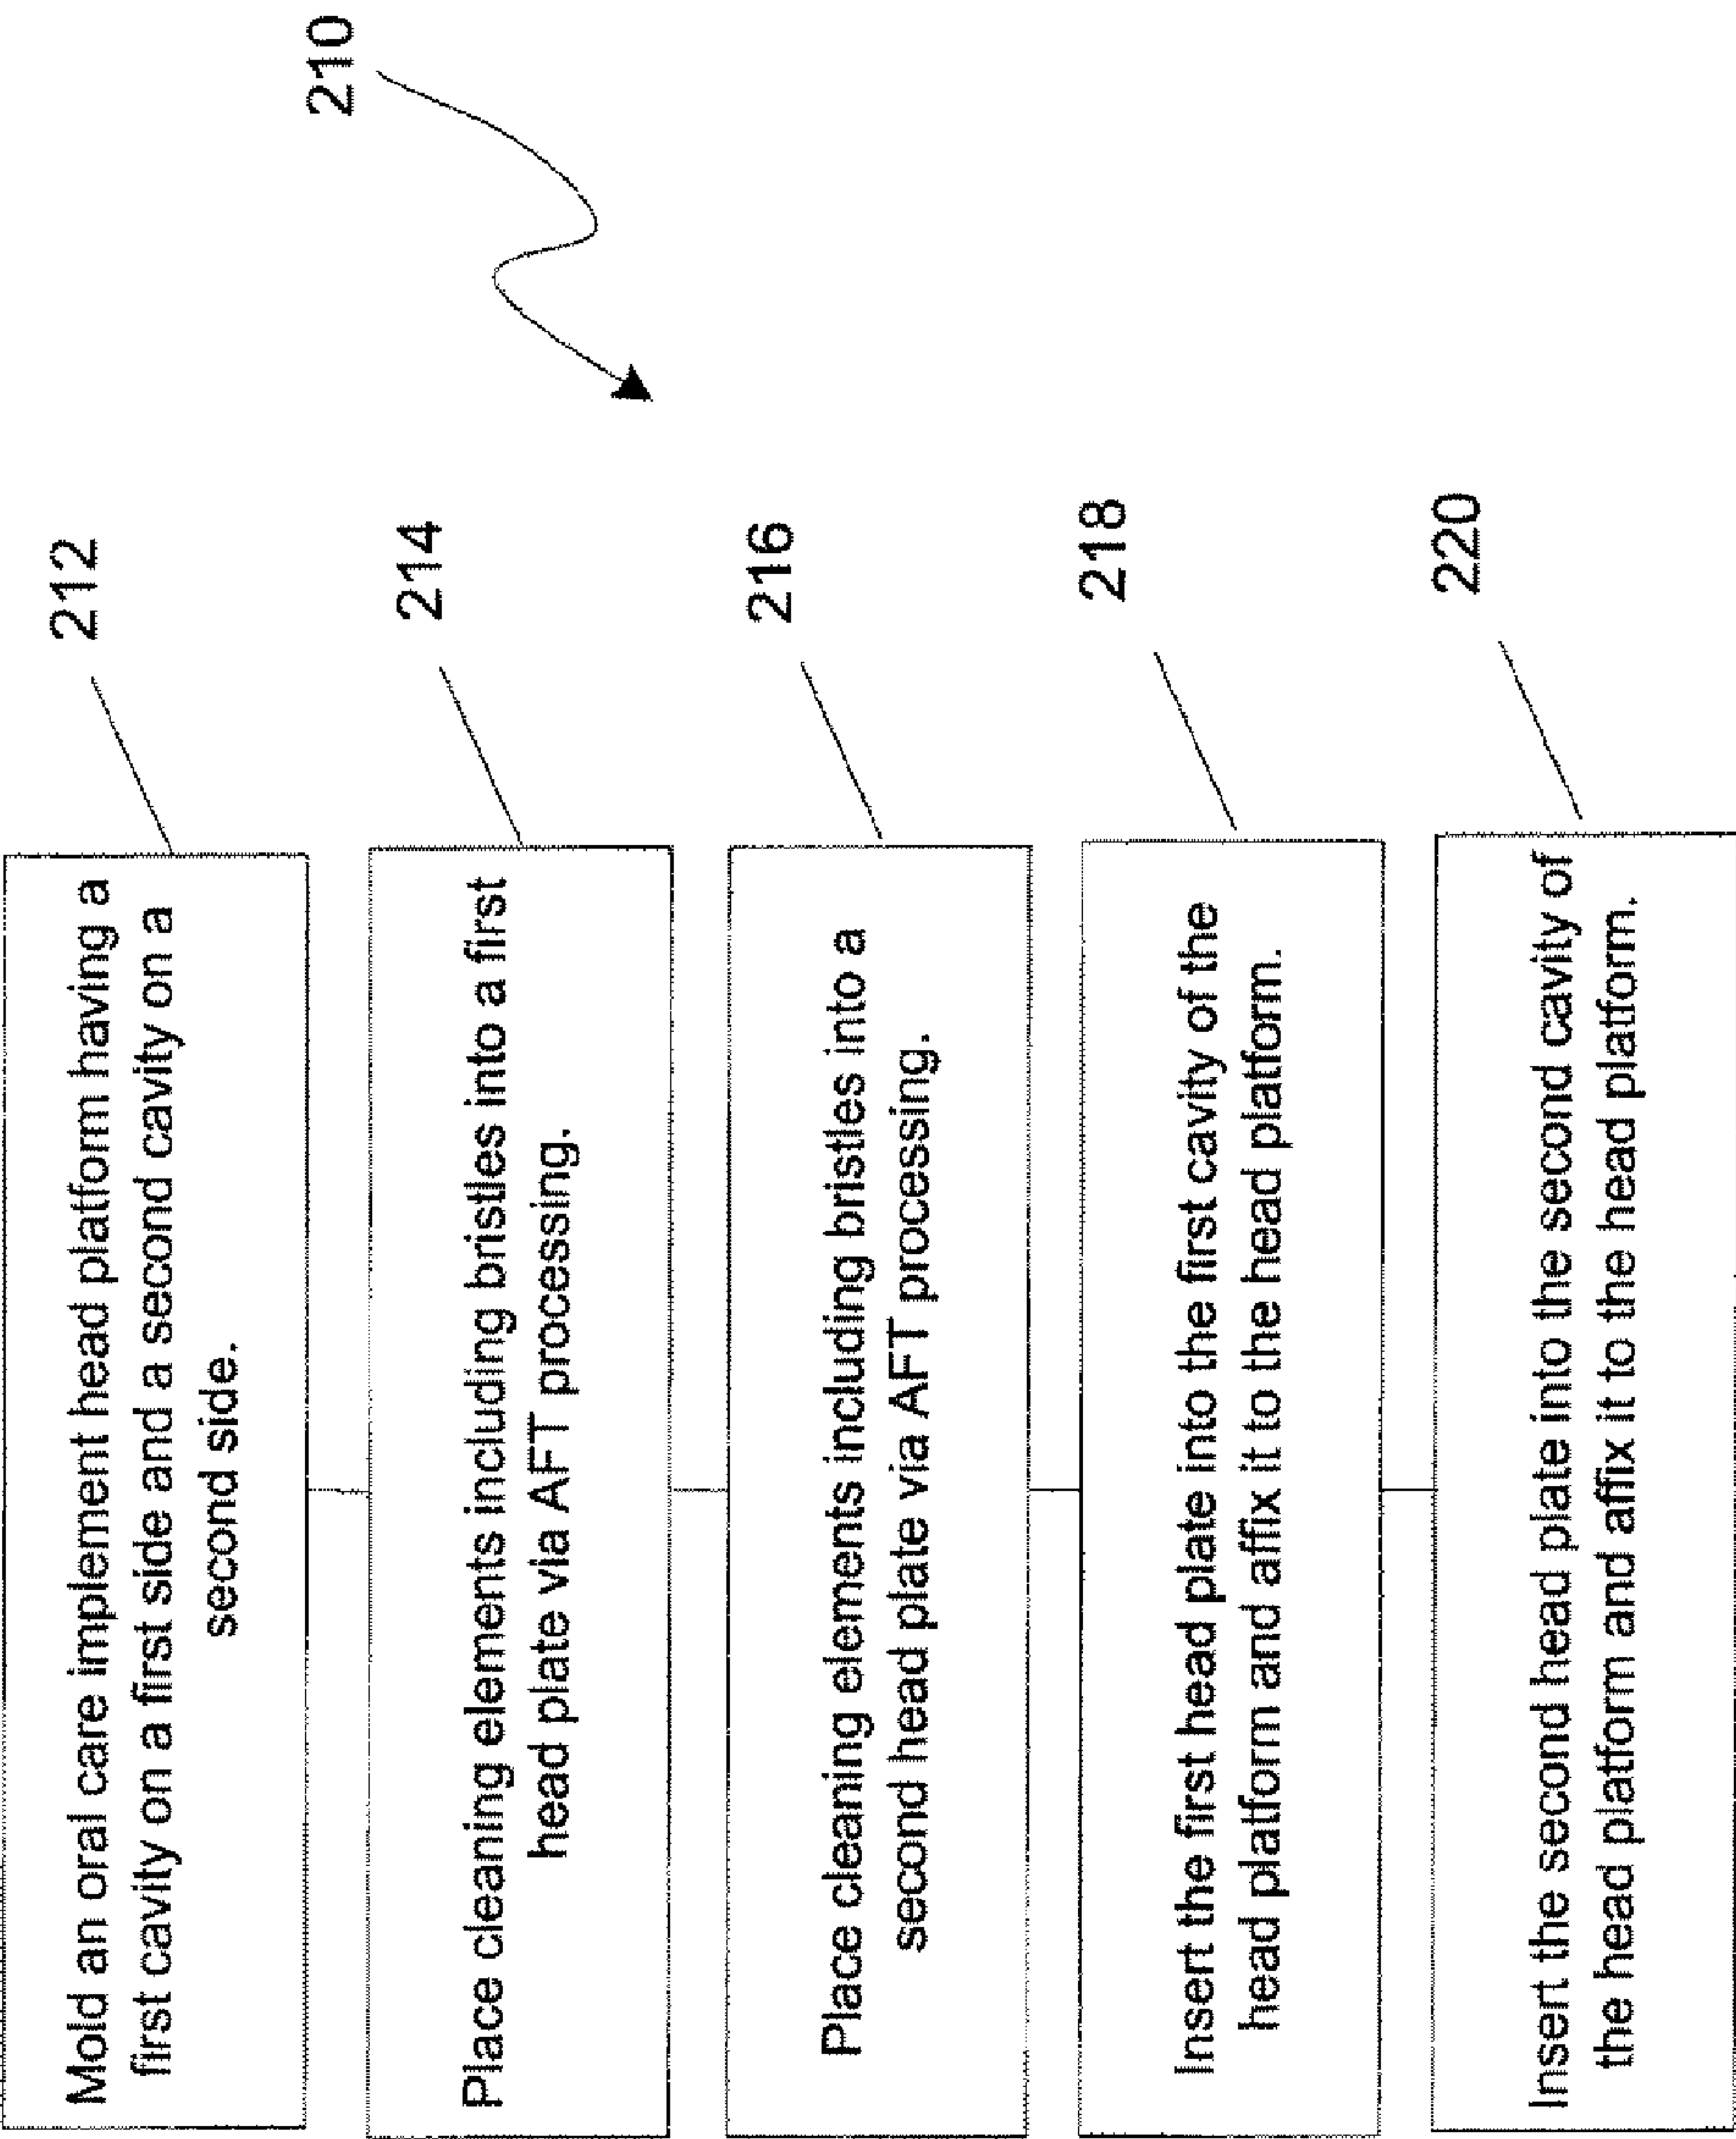 210
212
Mold an oral care implement head platform having a
first cavity on a first side and a second cavity on a
second side.
214
Place cleaning elements including bristles into a first
head plate via AFT processing.
216
Place cleaning elements including bristles into a
second head plate via AFT processing.
218
Insert the first head plate into the first cavity of the
head platform and affix it to the head platform.
220
Insert the second head plate into the second cavity of
the head platform and affix it to the head platform.